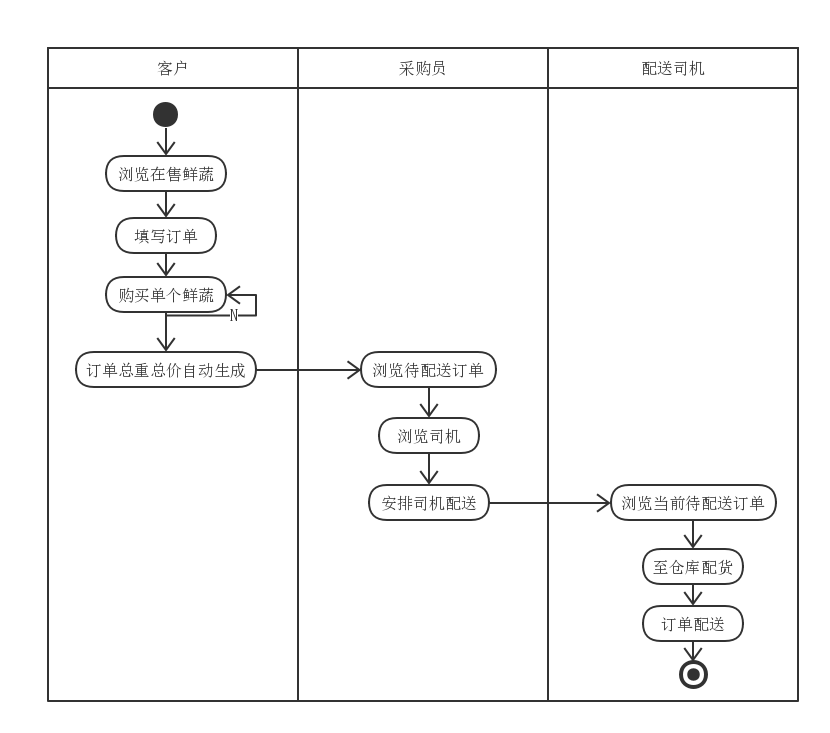 客户
采购员
配送司机
浏览在售鲜蔬
填写订单
购买单个鲜蔬
N
订单总重总价自动生成
浏览待配送订单
浏览司机
安排司机配送
浏览当前待配送订单
至仓库配货
订单配送